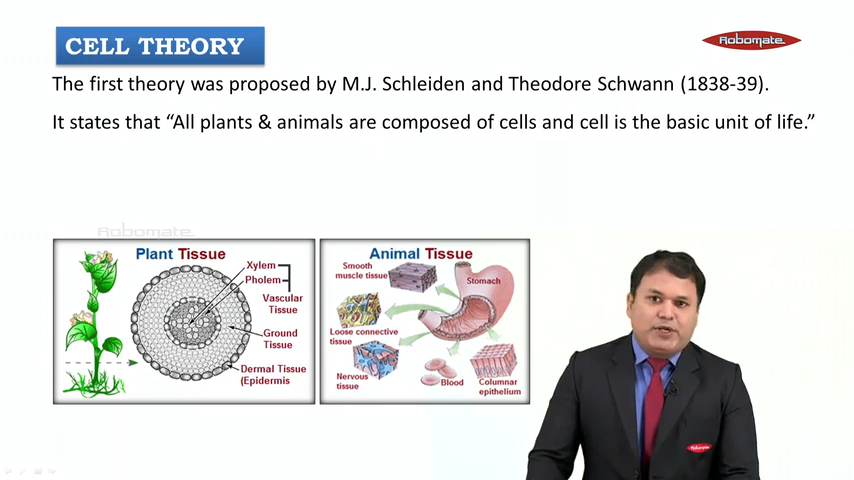 CELL THEORY
Robomate
The first theory was proposed by M.J. Schleiden and Theodore Schwann (1838-39).
It states that “All plants & animals are composed of cells and cell is the basic unit of life.”
Robomate
Plant Tissue
Xylem
Pholem
Vascular
Tissue
Ground
Tissue
Dermal Tissue
(Epidermis
Animal Tissue
Smooth
muscle tissue
Stomach
Loose connective
tissue
Nervous
tissue
Blood
Columnar
epithelium
Robomate